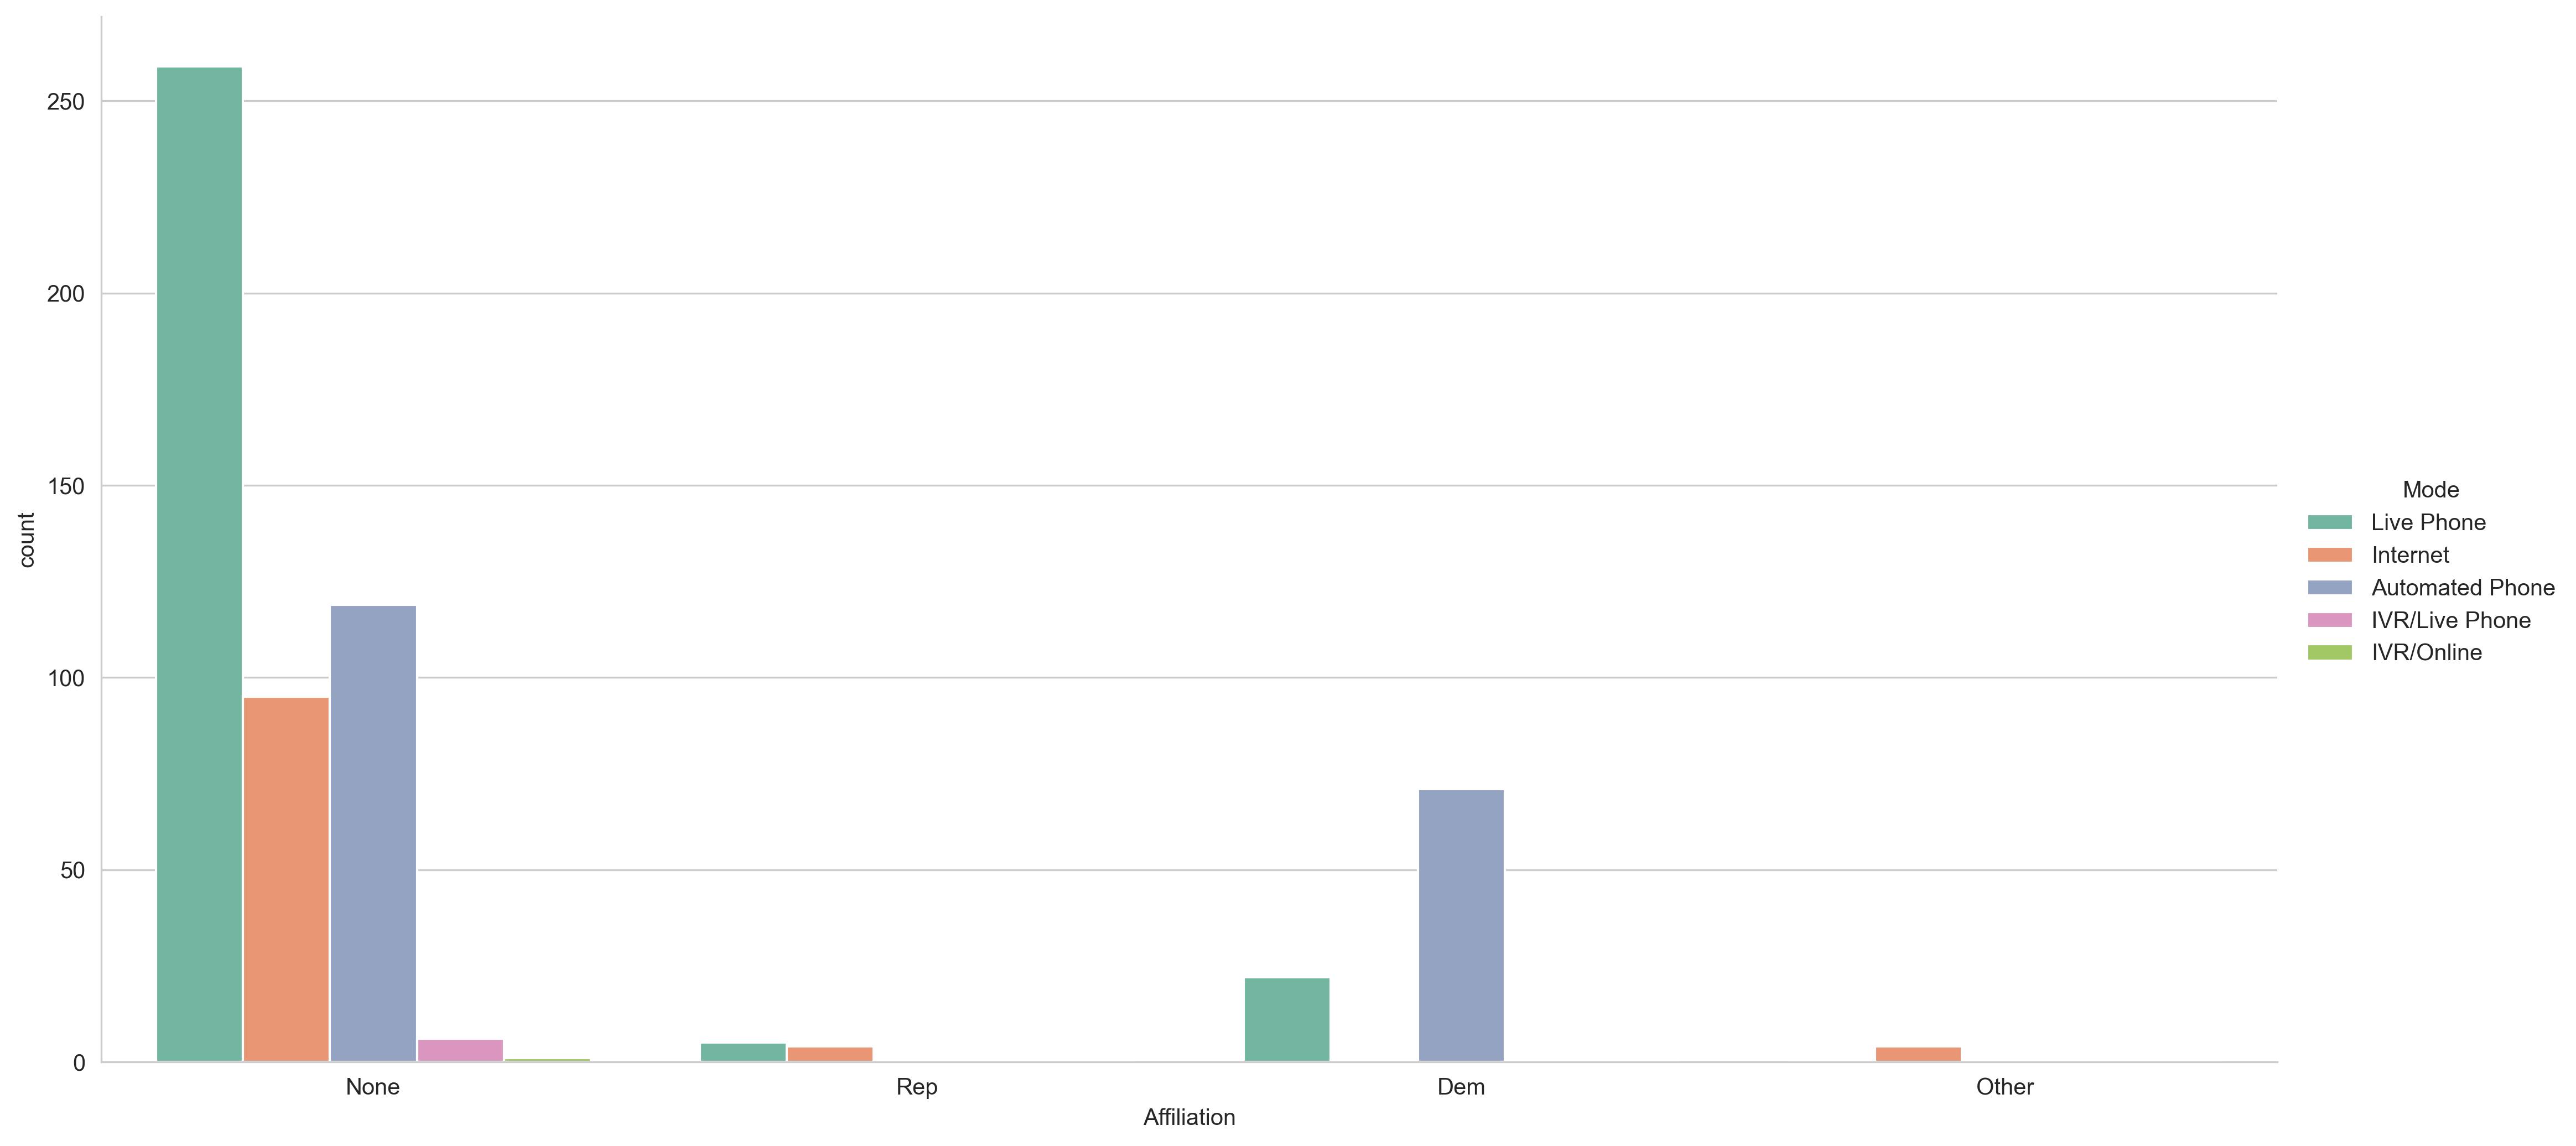 250
200
150
100
50
0
count
None
Rep
Dem
Other
Affiliation
Mode
Live Phone
Internet
Automated Phone
IVR/Live Phone
IVR/Online